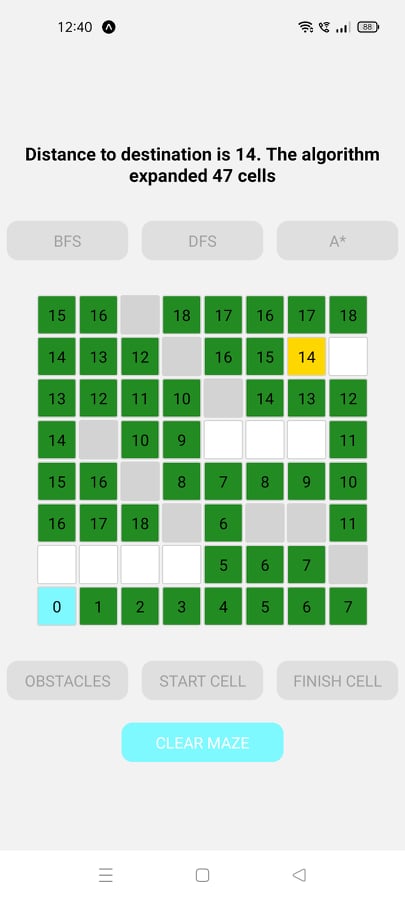 12:40 88
Distance to destination is 14. The algorithm
expanded 47 cells
BFS DFS A*
15 16 18 17 16 17 18
14 13 12 16 15 14
13 12 11 10 14 13 12
14 10 9 11
15 16 8 7 8 9 10
16 17 18 6 11
5 6 7
0 1 2 3 4 5 6 7
OBSTACLES START CELL FINISH CELL
CLEAR MAZE